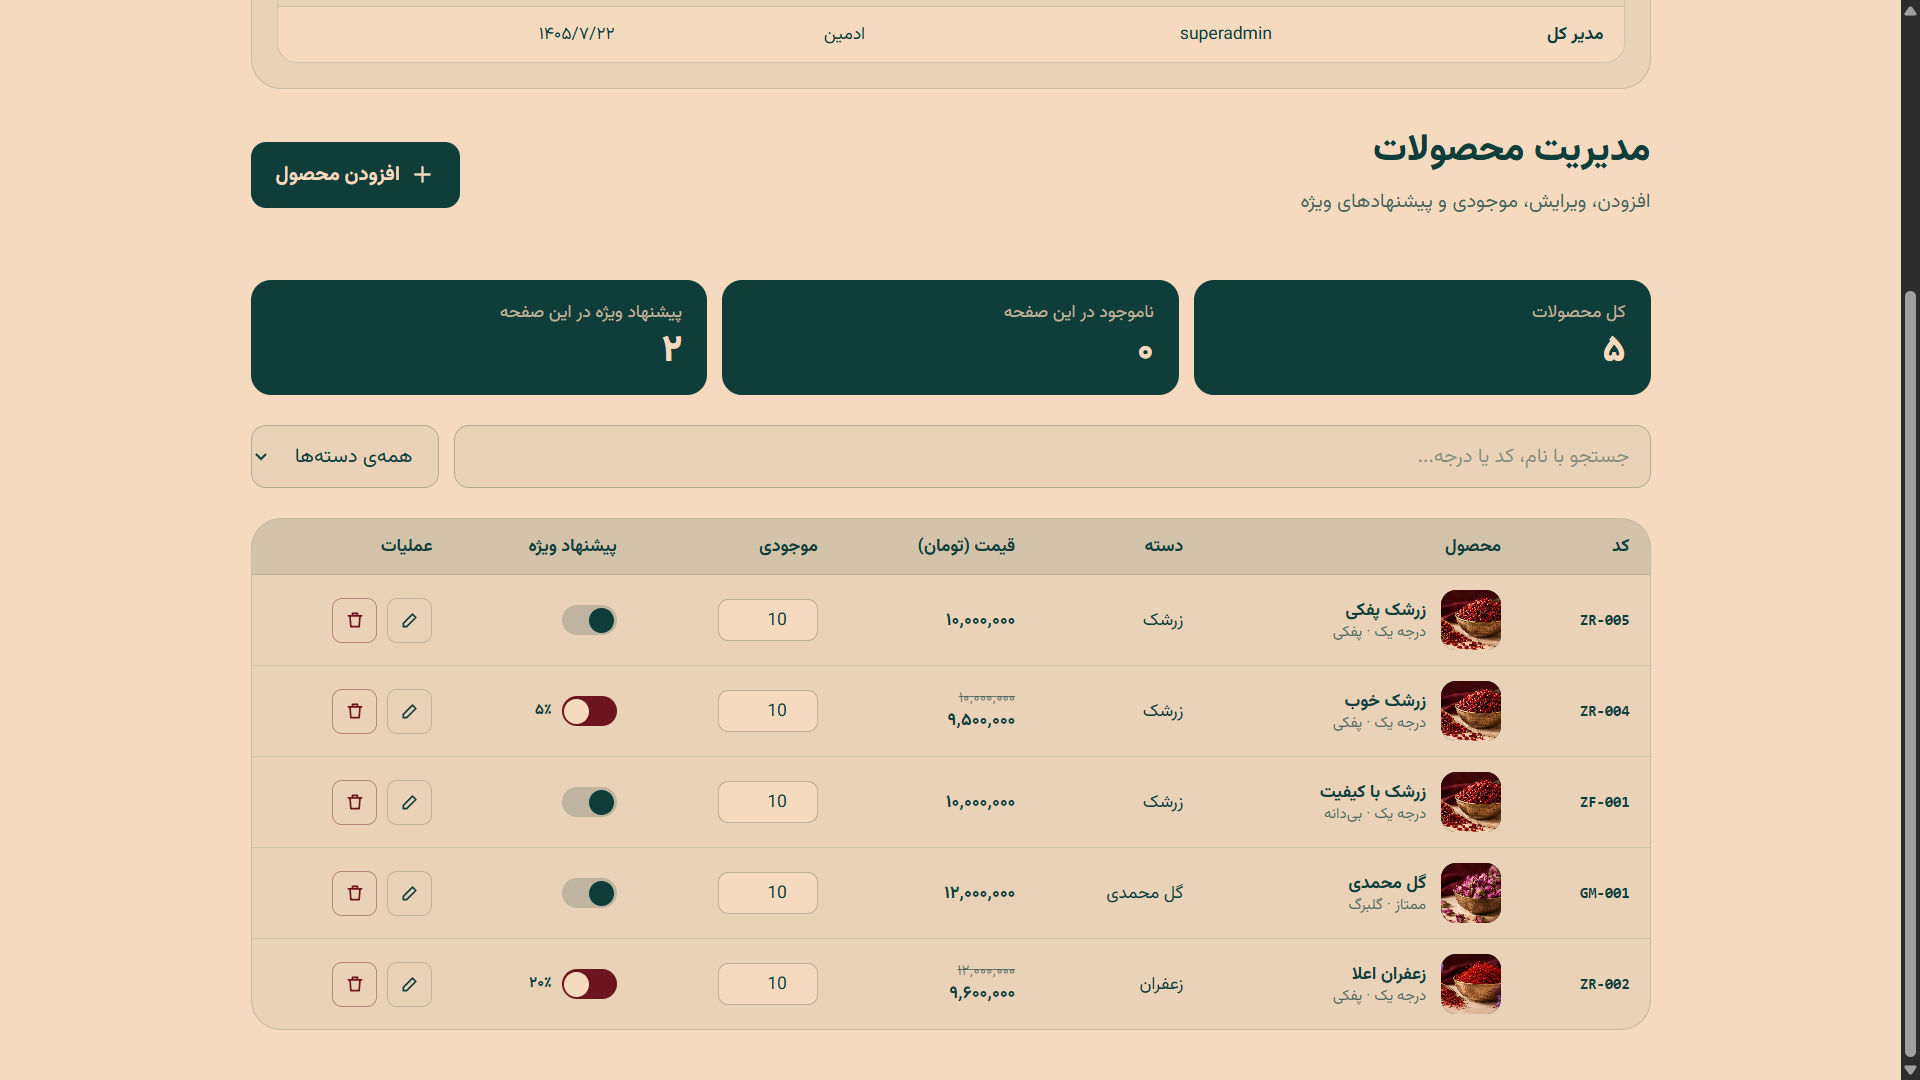 مدیر کل superadmin ادمین ۱۴۰۵/۷/۲۲
مدیریت محصولات
افزودن، ویرایش، موجودی و پیشنهادهای ویژه
+ افزودن محصول
کل محصولات
۵
ناموجود در این صفحه
۰
پیشنهاد ویژه در این صفحه
۲
جستجو با نام، کد یا درجه...
همه‌ی دسته‌ها
کد محصول دسته قیمت (تومان) موجودی پیشنهاد ویژه عملیات
ZR-005 زرشک پفکی زرشک ۱۰,۰۰۰,۰۰۰ 10
درجه یک · پفکی
ZR-004 زرشک خوب زرشک ۱۰,۰۰۰,۰۰۰ 10 ۵٪
درجه یک · پفکی ۹,۵۰۰,۰۰۰
ZF-001 زرشک با کیفیت زرشک ۱۰,۰۰۰,۰۰۰ 10
درجه یک · بی‌دانه
GM-001 گل محمدی گل محمدی ۱۲,۰۰۰,۰۰۰ 10
ممتاز · گلبرگ
ZR-002 زعفران اعلا زعفران ۱۲,۰۰۰,۰۰۰ 10 ۲۰٪
درجه یک · پفکی ۹,۶۰۰,۰۰۰